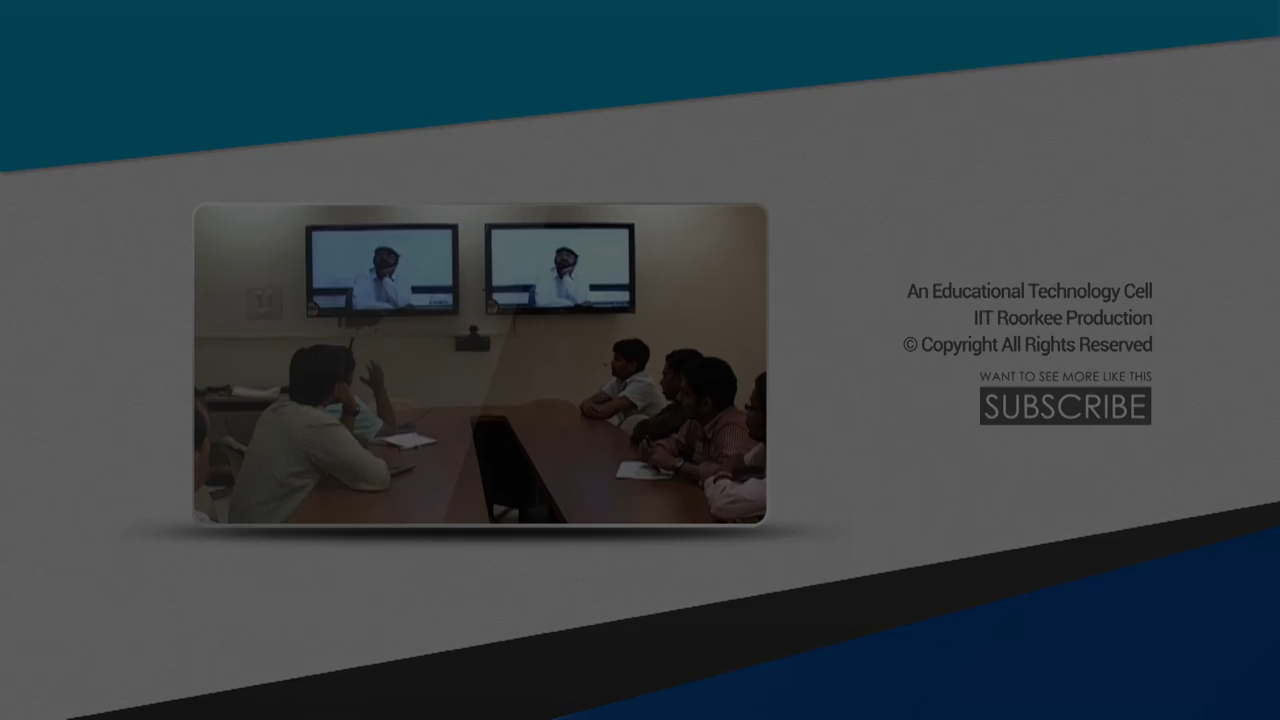 An Educational Technology Cell
IIT Roorkee Production
© Copyright All Rights Reserved
WANT TO SEE MORE LIKE THIS
SUBSCRIBE